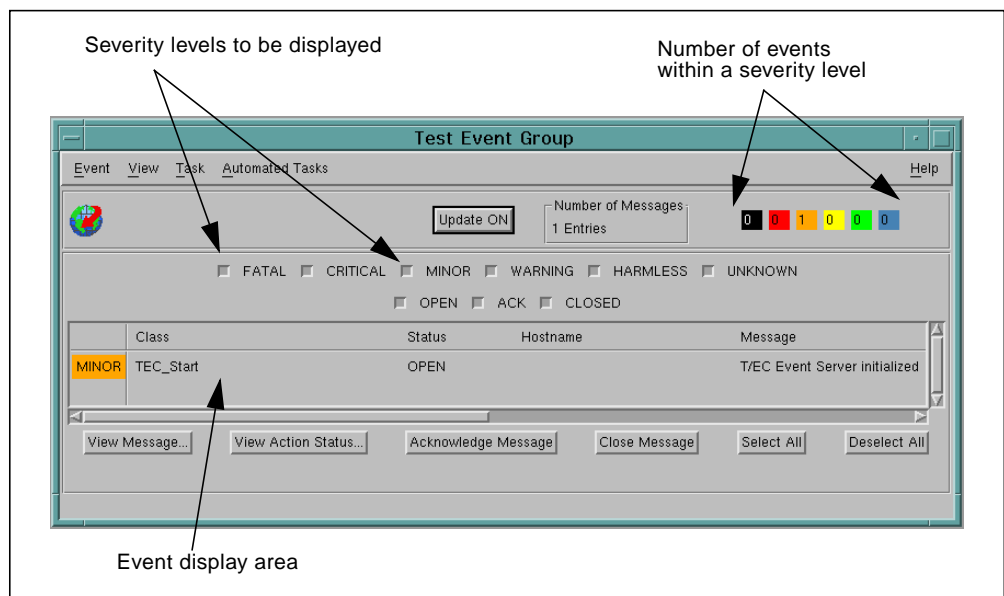 Severity levels to be displayed
Number of events
within a severity level
Test Event Group
Event View Task Automated Tasks Help
Update ON
Number of Messages
1 Entries
0 0 1 0 0 0
FATAL CRITICAL MINOR WARNING HARMLESS UNKNOWN
OPEN ACK CLOSED
Class Status Hostname Message
MINOR TEC_Start OPEN T/EC Event Server initialized
View Message... View Action Status... Acknowledge Message Close Message Select All Deselect All
Event display area